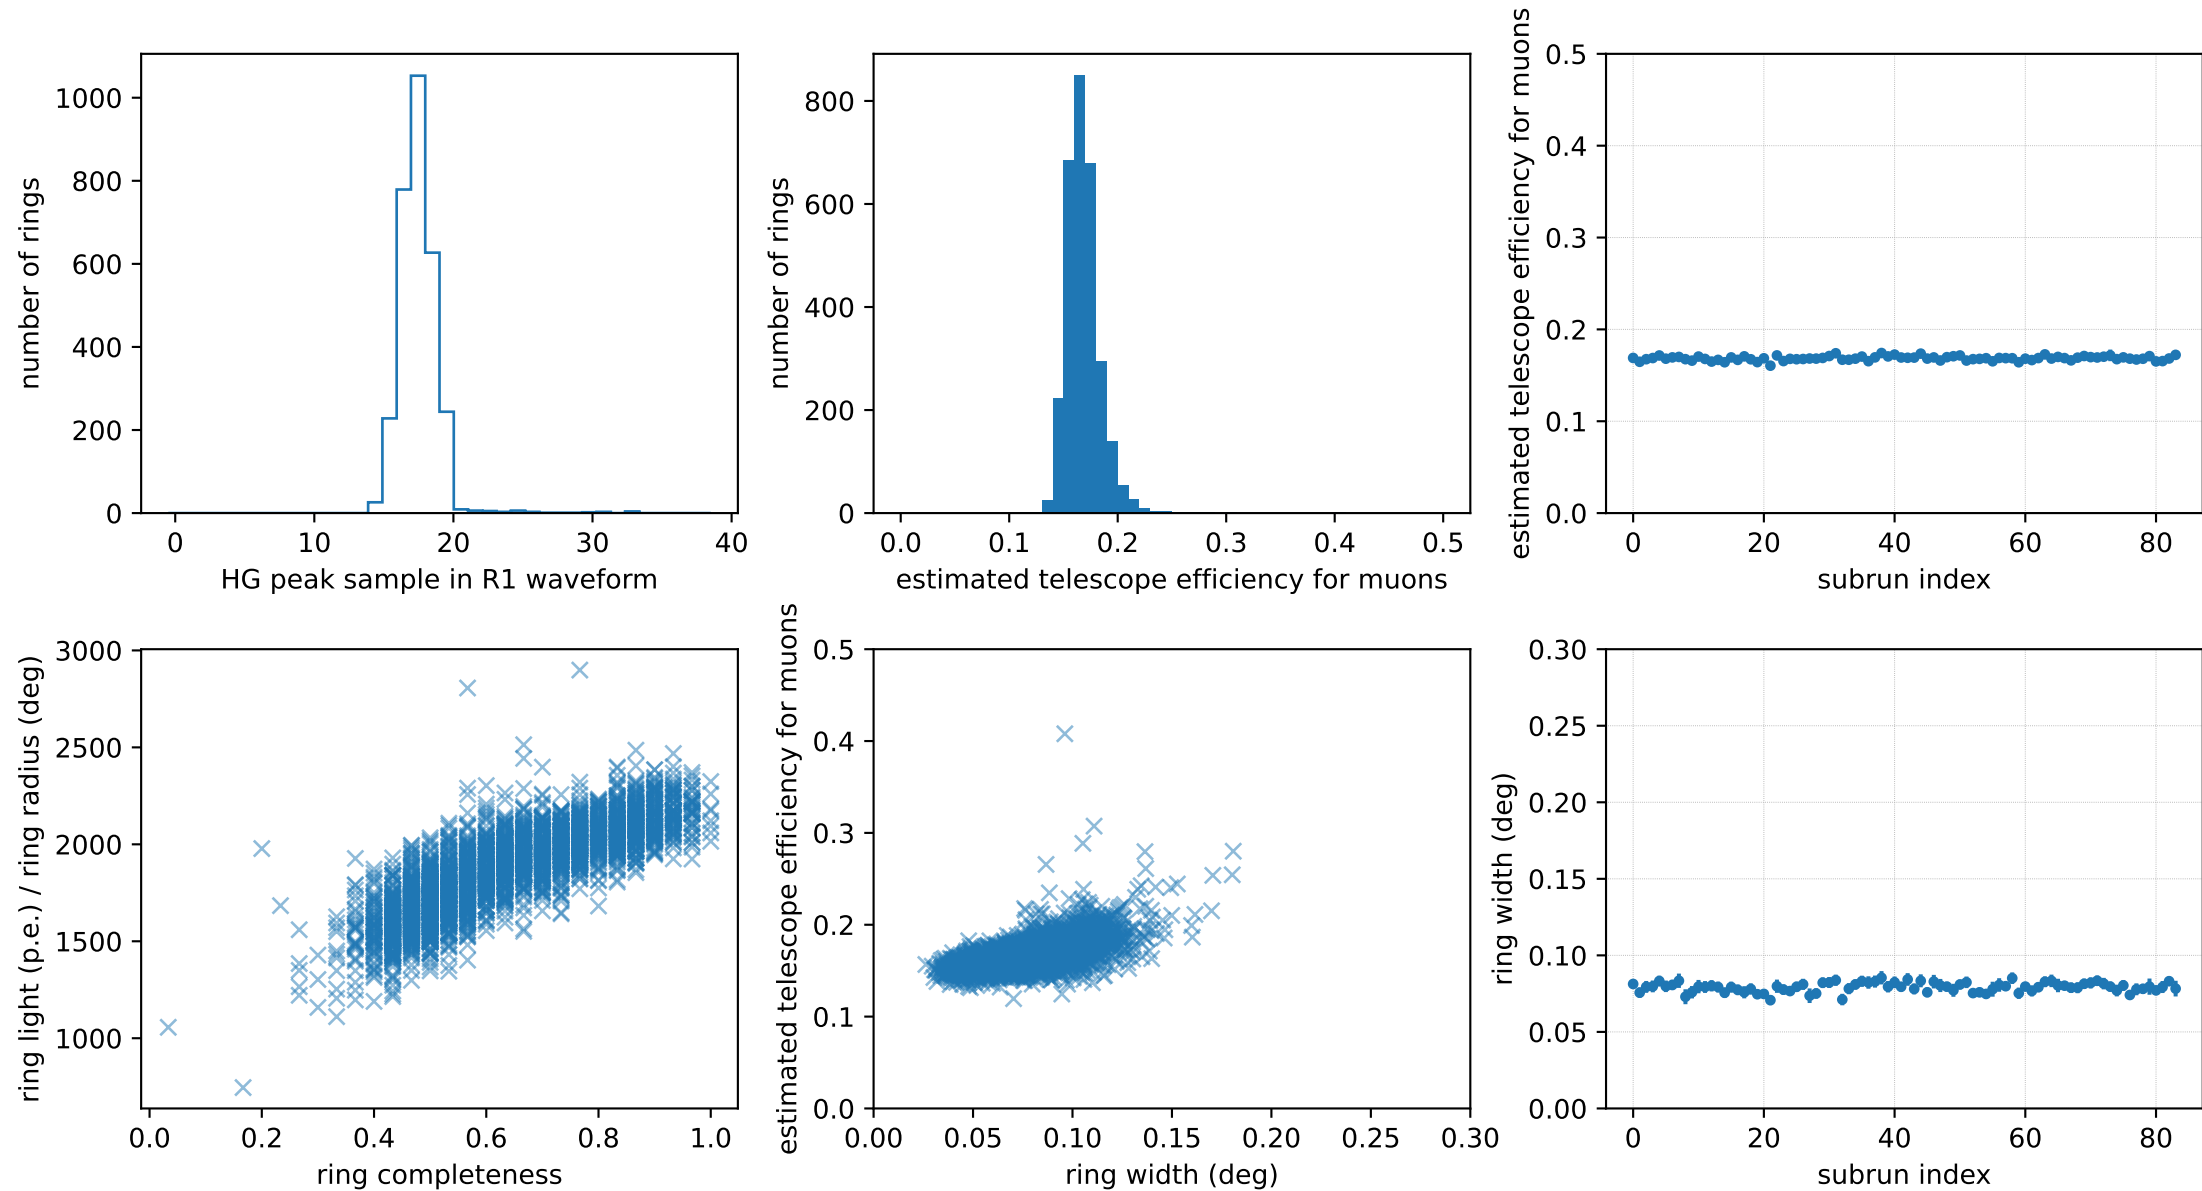 number of rings
1000
800
600
400
200
0
0 10 20 30 40
HG peak sample in R1 waveform
number of rings
800
600
400
200
0
0.0 0.1 0.2 0.3 0.4 0.5
estimated telescope efficiency for muons
estimated telescope efficiency for muons
0.5
0.4
0.3
0.2
0.1
0.0
0 20 40 60 80
subrun index
ring light (p.e.) / ring radius (deg)
3000
2500
2000
1500
1000
0.0 0.2 0.4 0.6 0.8 1.0
ring completeness
estimated telescope efficiency for muons
0.5
0.4
0.3
0.2
0.1
0.0
0.00 0.05 0.10 0.15 0.20 0.25 0.30
ring width (deg)
ring width (deg)
0.30
0.25
0.20
0.15
0.10
0.05
0.00
0 20 40 60 80
subrun index